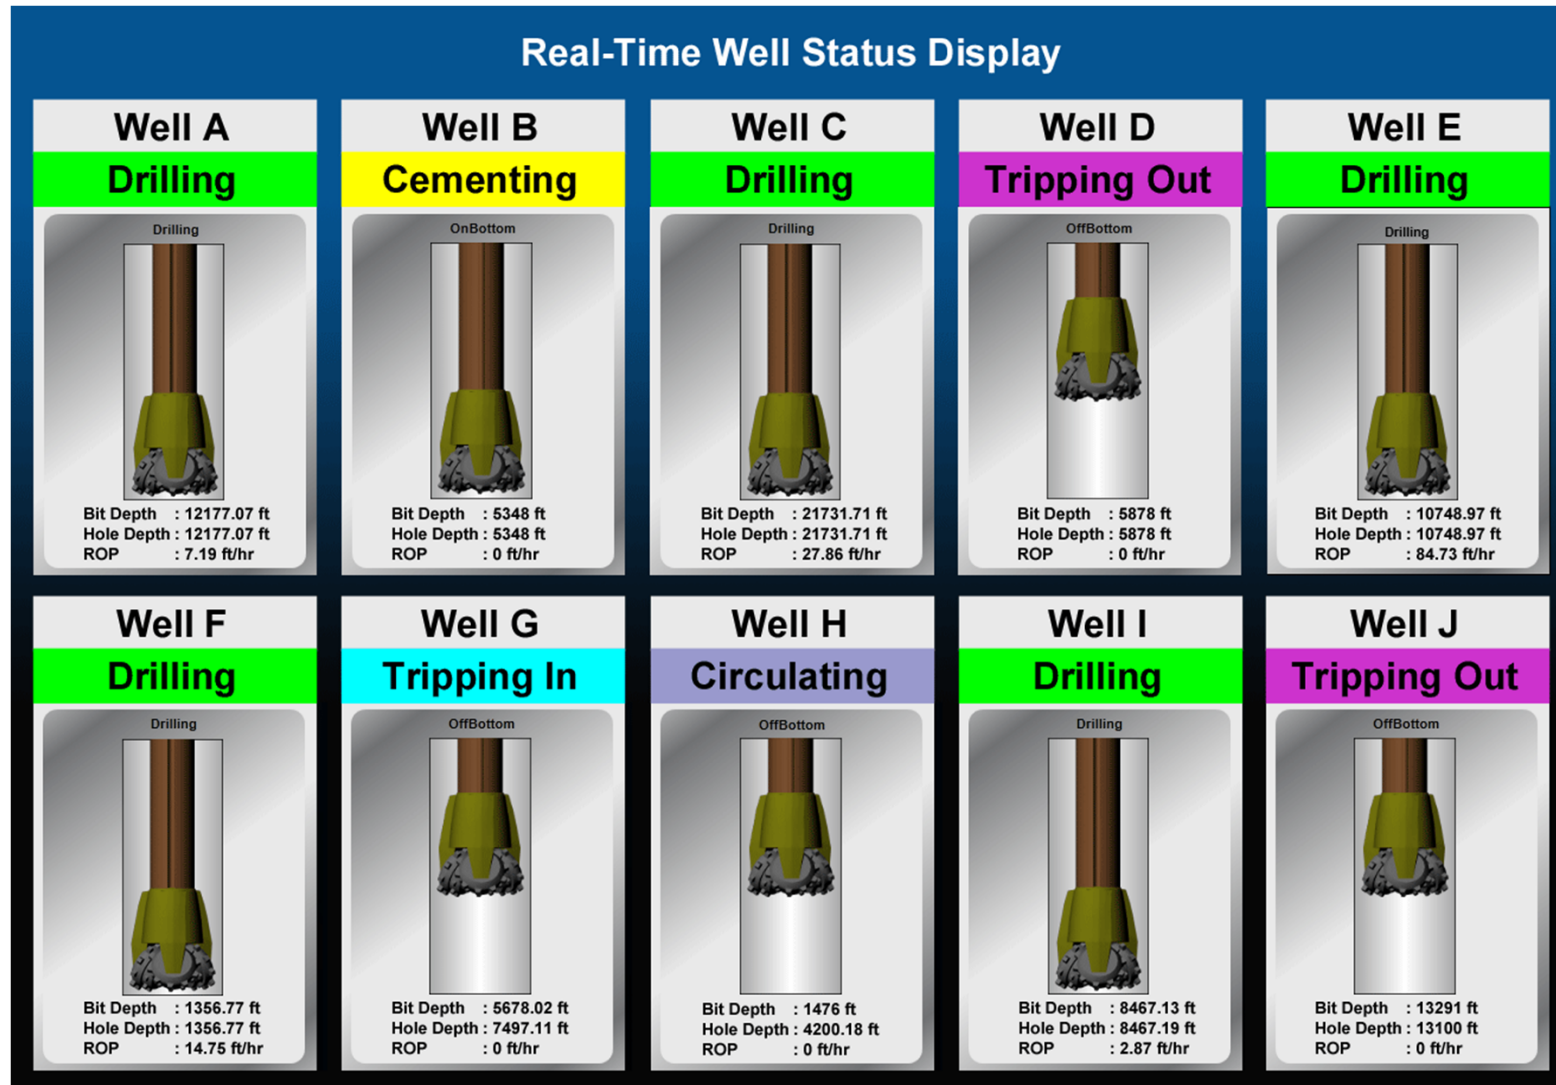 Real-Time Well Status Display
Well A
Drilling
Drilling
Bit Depth : 12177.07 ft
Hole Depth : 12177.07 ft
ROP : 7.19 ft/hr
Well B
Cementing
OnBottom
Bit Depth : 5348 ft
Hole Depth : 5348 ft
ROP : 0 ft/hr
Well C
Drilling
Drilling
Bit Depth : 21731.71 ft
Hole Depth : 21731.71 ft
ROP : 27.86 ft/hr
Well D
Tripping Out
OffBottom
Bit Depth : 5878 ft
Hole Depth : 5878 ft
ROP : 0 ft/hr
Well E
Drilling
Drilling
Bit Depth : 10748.97 ft
Hole Depth : 10748.97 ft
ROP : 84.73 ft/hr
Well F
Drilling
Drilling
Bit Depth : 1356.77 ft
Hole Depth : 1356.77 ft
ROP : 14.75 ft/hr
Well G
Tripping In
OffBottom
Bit Depth : 5678.02 ft
Hole Depth : 7497.11 ft
ROP : 0 ft/hr
Well H
Circulating
OffBottom
Bit Depth : 1476 ft
Hole Depth : 4200.18 ft
ROP : 0 ft/hr
Well I
Drilling
Drilling
Bit Depth : 8467.13 ft
Hole Depth : 8467.19 ft
ROP : 2.87 ft/hr
Well J
Tripping Out
OffBottom
Bit Depth : 13291 ft
Hole Depth : 13100 ft
ROP : 0 ft/hr